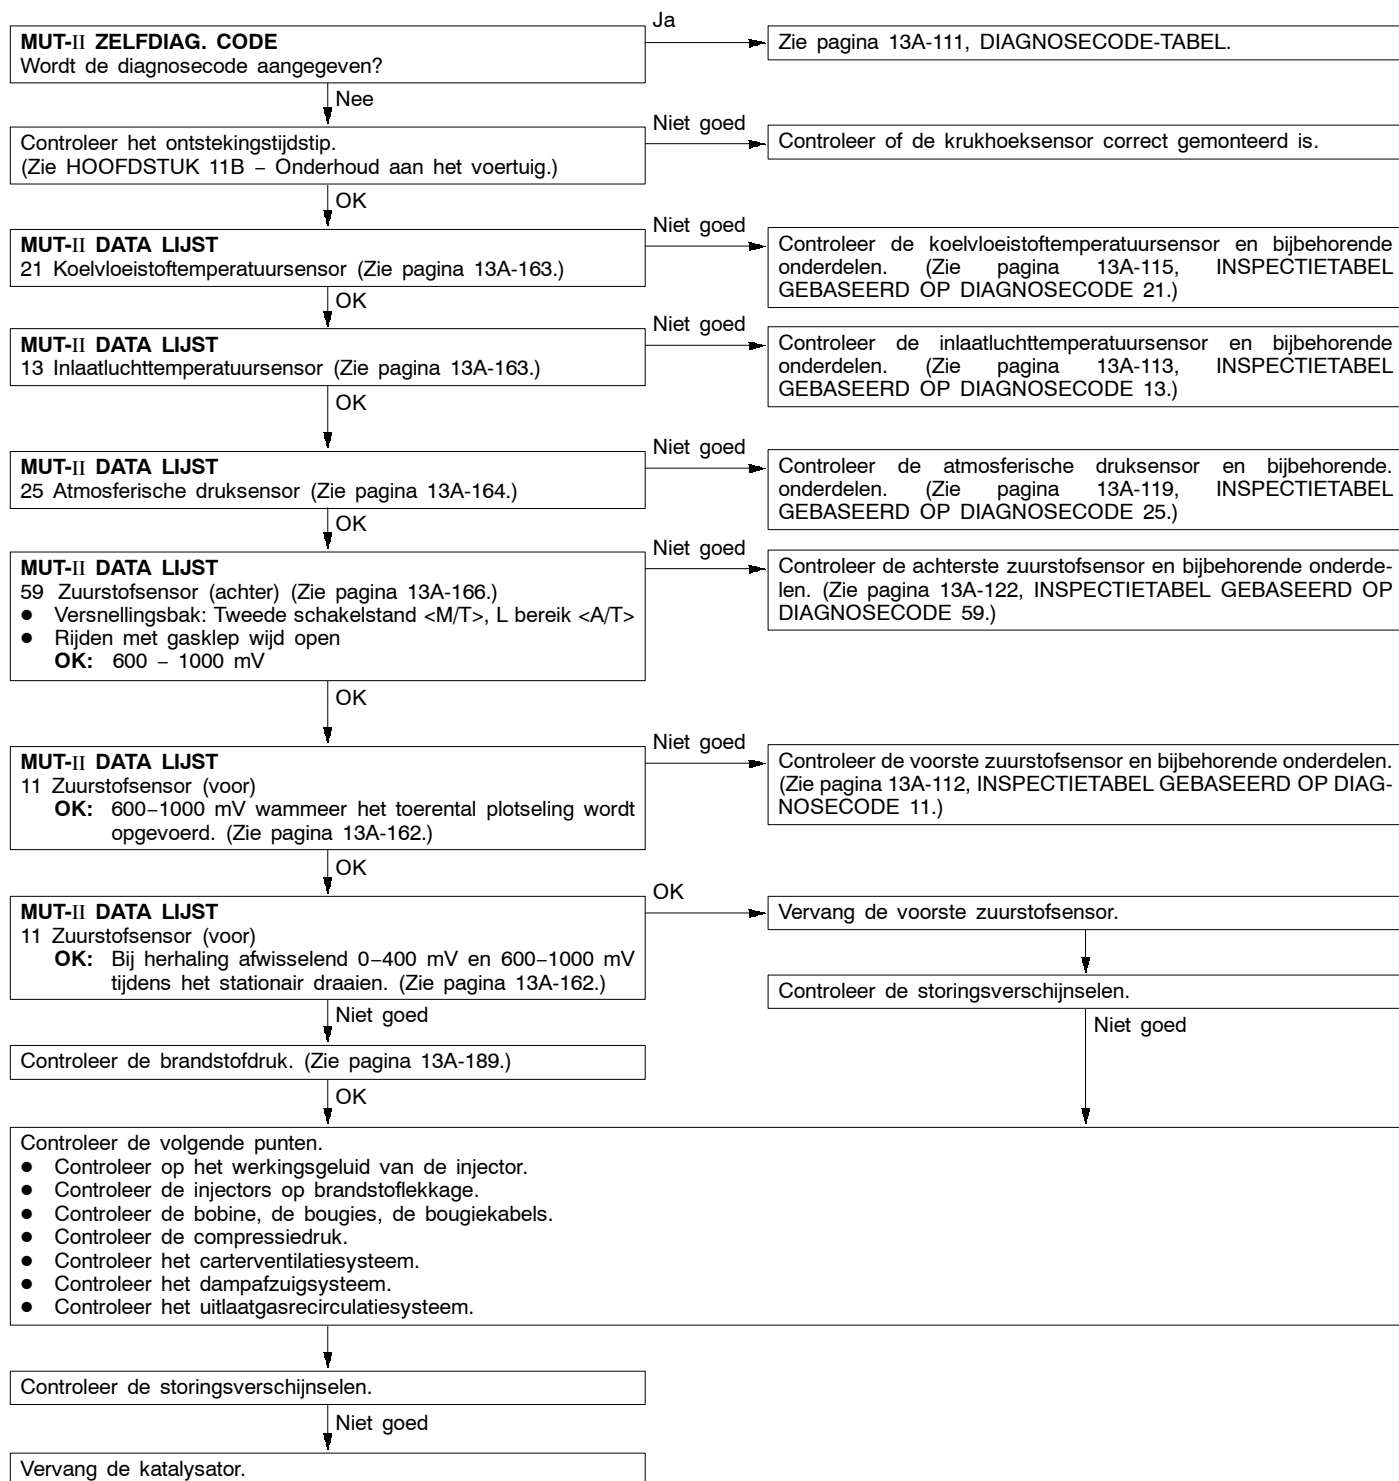 Ja
MUT-II ZELFDIAG. CODE
Wordt de diagnosecode aangegeven?
Zie pagina 13A-111, DIAGNOSECODE-TABEL.
Nee
Controleer het ontstekingstijdstip.
(Zie HOOFDSTUK 11B – Onderhoud aan het voertuig.)
Niet goed
Controleer of de krukhoeksensor correct gemonteerd is.
OK
MUT-II DATA LIJST
21 Koelvloeistoftemperatuursensor (Zie pagina 13A-163.)
Niet goed
Controleer de koelvloeistoftemperatuursensor en bijbehorende
onderdelen. (Zie pagina 13A-115, INSPECTIETABEL
GEBASEERD OP DIAGNOSECODE 21.)
OK
MUT-II DATA LIJST
13 Inlaatluchttemperatuursensor (Zie pagina 13A-163.)
Niet goed
Controleer de inlaatluchttemperatuursensor en bijbehorende
onderdelen. (Zie pagina 13A-113, INSPECTIETABEL
GEBASEERD OP DIAGNOSECODE 13.)
OK
MUT-II DATA LIJST
25 Atmosferische druksensor (Zie pagina 13A-164.)
Niet goed
Controleer de atmosferische druksensor en bijbehorende.
onderdelen. (Zie pagina 13A-119, INSPECTIETABEL
GEBASEERD OP DIAGNOSECODE 25.)
OK
MUT-II DATA LIJST
59 Zuurstofsensor (achter) (Zie pagina 13A-166.)
● Versnellingsbak: Tweede schakelstand <M/T>, L bereik <A/T>
● Rijden met gasklep wijd open
OK: 600 – 1000 mV
Niet goed
Controleer de achterste zuurstofsensor en bijbehorende onderde-
len. (Zie pagina 13A-122, INSPECTIETABEL GEBASEERD OP
DIAGNOSECODE 59.)
OK
MUT-II DATA LIJST
11 Zuurstofsensor (voor)
OK: 600–1000 mV wammeer het toerental plotseling wordt
opgevoerd. (Zie pagina 13A-162.)
Niet goed
Controleer de voorste zuurstofsensor en bijbehorende onderdelen.
(Zie pagina 13A-112, INSPECTIETABEL GEBASEERD OP DIAG-
NOSECODE 11.)
OK
MUT-II DATA LIJST
11 Zuurstofsensor (voor)
OK: Bij herhaling afwisselend 0–400 mV en 600–1000 mV
tijdens het stationair draaien. (Zie pagina 13A-162.)
OK
Vervang de voorste zuurstofsensor.
Controleer de storingsverschijnselen.
Niet goed
Niet goed
Controleer de brandstofdruk. (Zie pagina 13A-189.)
OK
Controleer de volgende punten.
● Controleer op het werkingsgeluid van de injector.
● Controleer de injectors op brandstoflekkage.
● Controleer de bobine, de bougies, de bougiekabels.
● Controleer de compressiedruk.
● Controleer het carterventilatiesysteem.
● Controleer het dampafzuigsysteem.
● Controleer het uitlaatgasrecirculatiesysteem.
Controleer de storingsverschijnselen.
Niet goed
Vervang de katalysator.